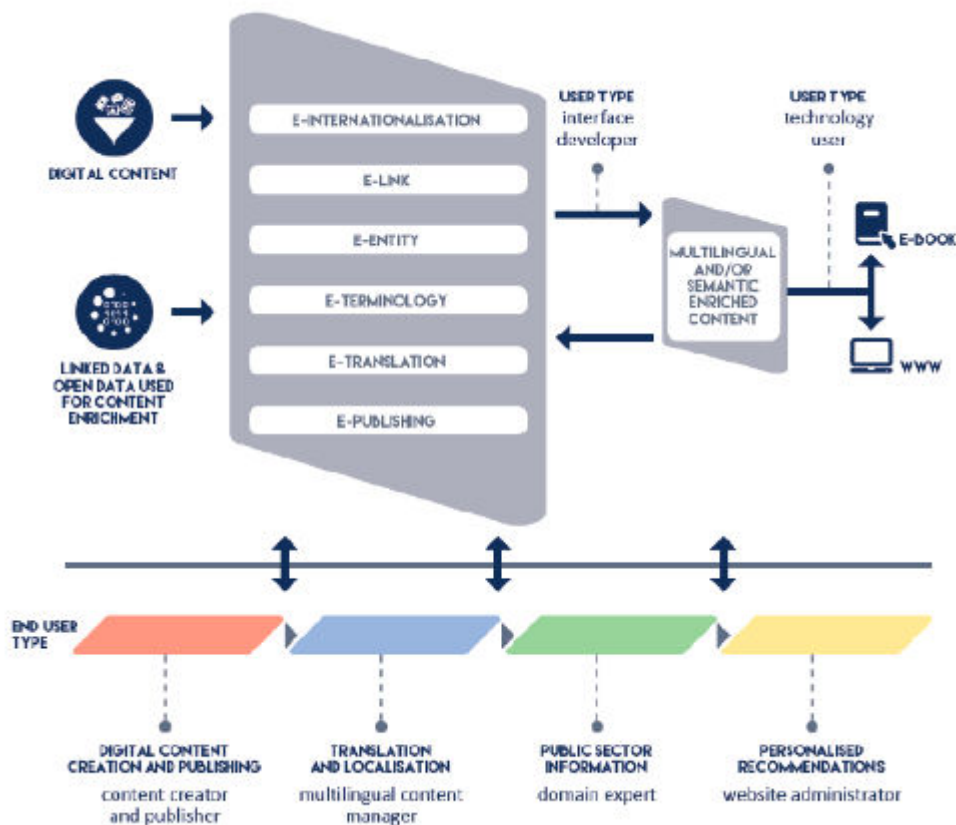 DIGITAL CONTENT
LINKED DATA &
OPEN DATA USED
FOR CONTENT
ENRICHMENT
E-INTERNATIONALISATION
E-LINK
E-ENTITY
E-TERMINOLOGY
E-TRANSLATION
E-PUBLISHING
USER TYPE
interface
developer
USER TYPE
technology
user
MULTILINGUAL
AND/OR
SEMANTIC
ENRICHED
CONTENT
E-BOOK
WWW
END USER
TYPE
DIGITAL CONTENT
CREATION AND PUBLISHING
content creator
and publisher
TRANSLATION
AND LOCALISATION
multilingual content
manager
PUBLIC SECTOR
INFORMATION
domain expert
PERSONALISED
RECOMMENDATIONS
website administrator